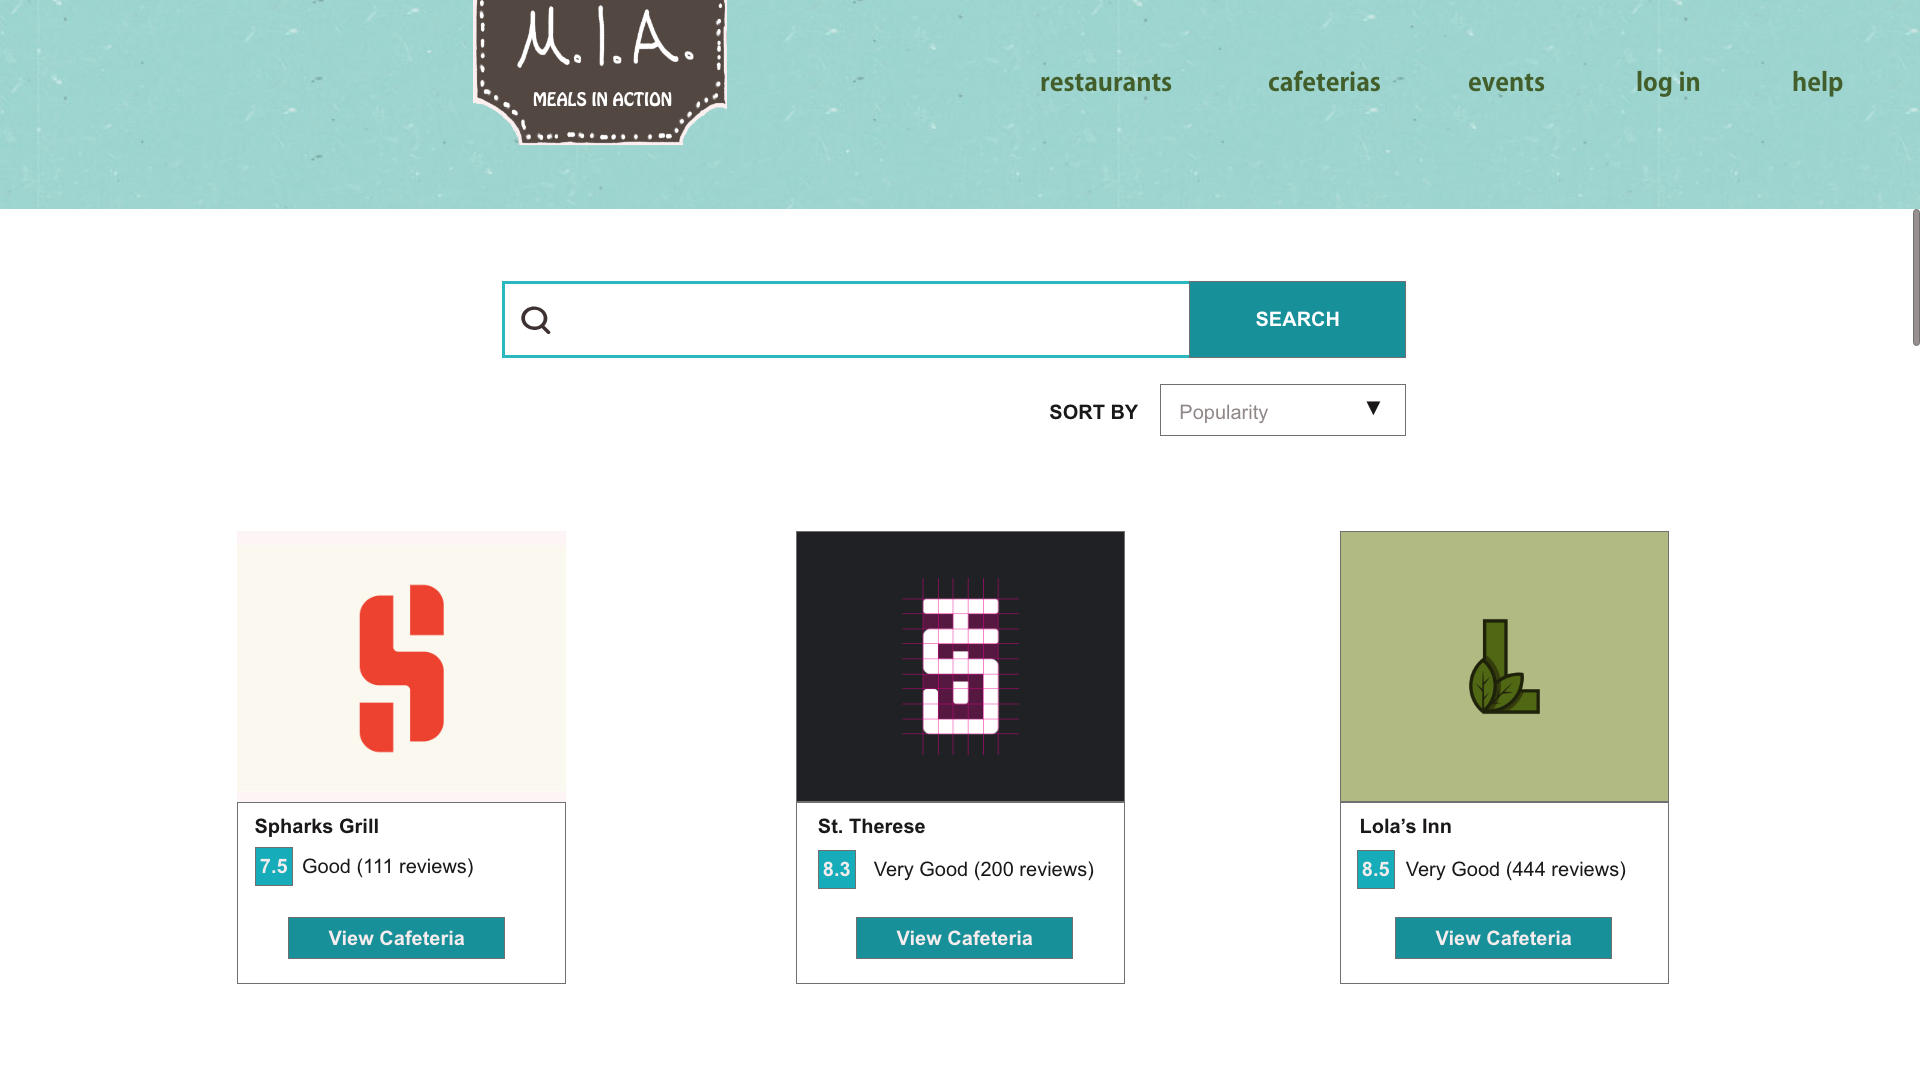 M.I.A.
MEALS IN ACTION
restaurants cafeterias events log in help
SEARCH
SORT BY Popularity
Spharks Grill
7.5 Good (111 reviews)
View Cafeteria
St. Therese
8.3 Very Good (200 reviews)
View Cafeteria
Lola’s Inn
8.5 Very Good (444 reviews)
View Cafeteria